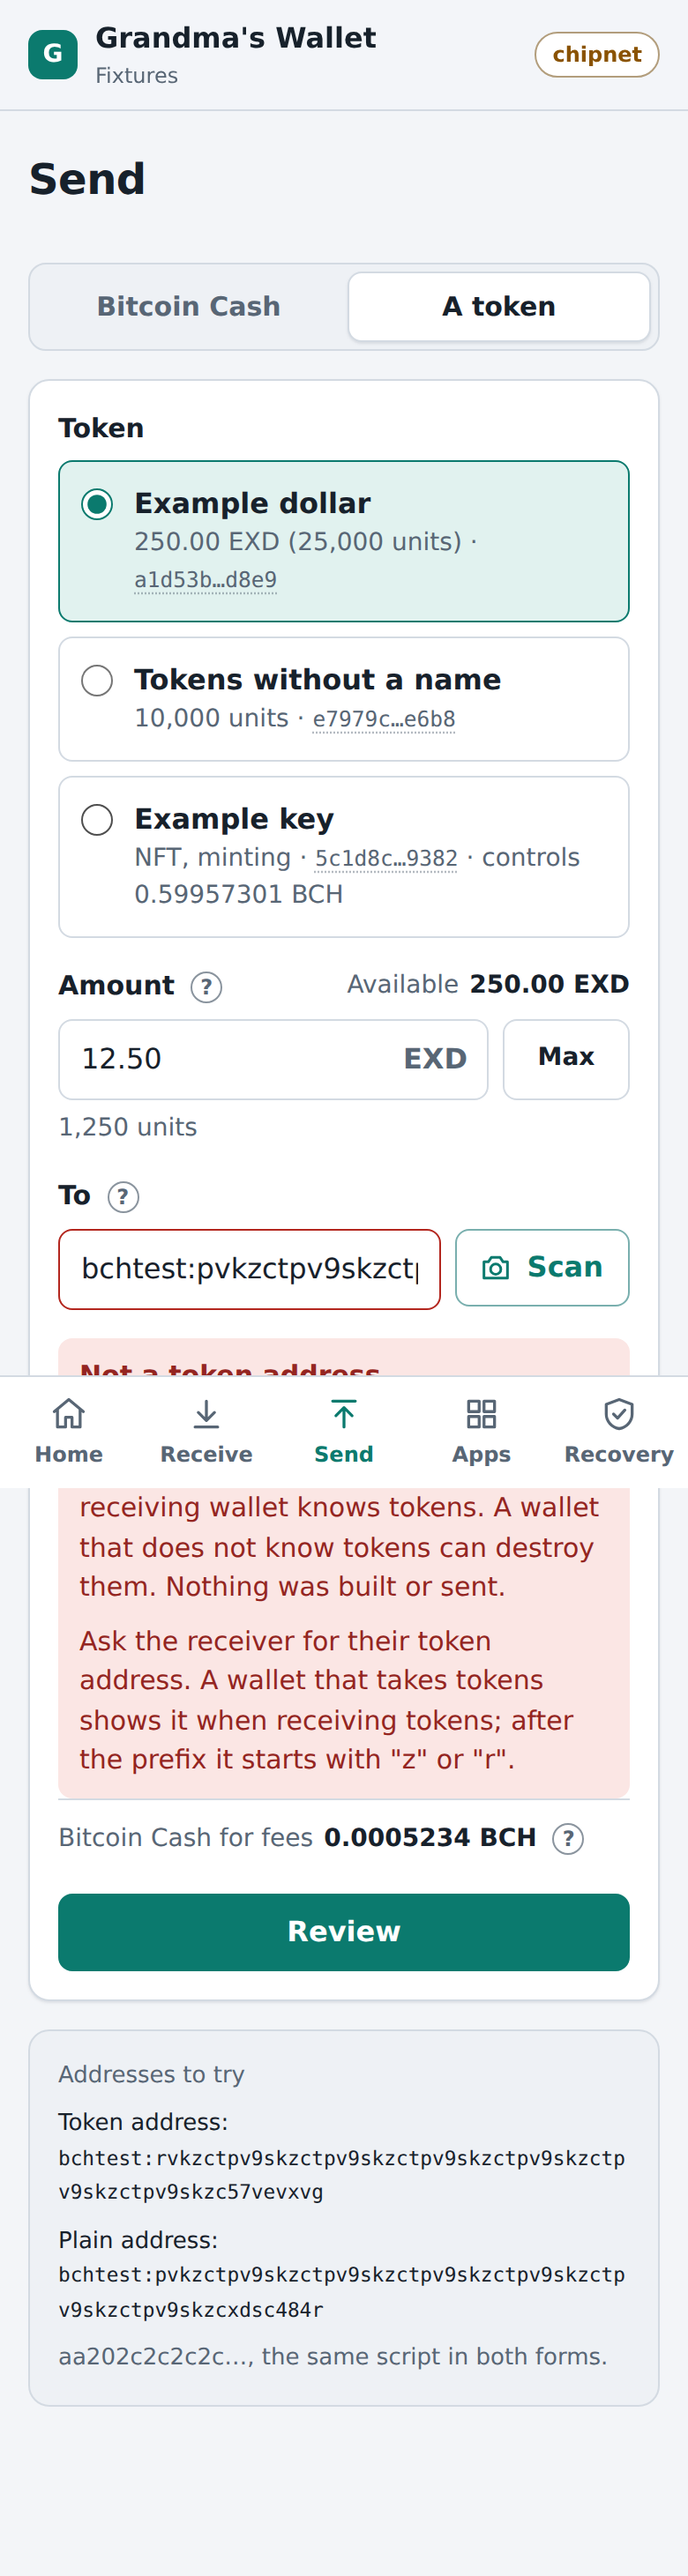 G
Grandma's Wallet
Fixtures
chipnet
Send
Bitcoin Cash
A token
Token
Example dollar
250.00 EXD (25,000 units) ·
a1d53b…d8e9
Tokens without a name
10,000 units · e7979c…e6b8
Example key
NFT, minting · 5c1d8c…9382 · controls
0.59957301 BCH
Amount ?
Available 250.00 EXD
12.50 EXD
Max
1,250 units
To ?
bchtest:pvkzctpv9skzct
Scan
Not a token address
Home
Receive
Send
Apps
Recovery
receiving wallet knows tokens. A wallet
that does not know tokens can destroy
them. Nothing was built or sent.
Ask the receiver for their token
address. A wallet that takes tokens
shows it when receiving tokens; after
the prefix it starts with "z" or "r".
Bitcoin Cash for fees 0.0005234 BCH ?
Review
Addresses to try
Token address:
bchtest:rvkzctpv9skzctpv9skzctpv9skzctpv9skzctp
v9skzctpv9skzc57vevxvg
Plain address:
bchtest:pvkzctpv9skzctpv9skzctpv9skzctpv9skzctp
v9skzctpv9skzcxdsc484r
aa202c2c2c2c…, the same script in both forms.